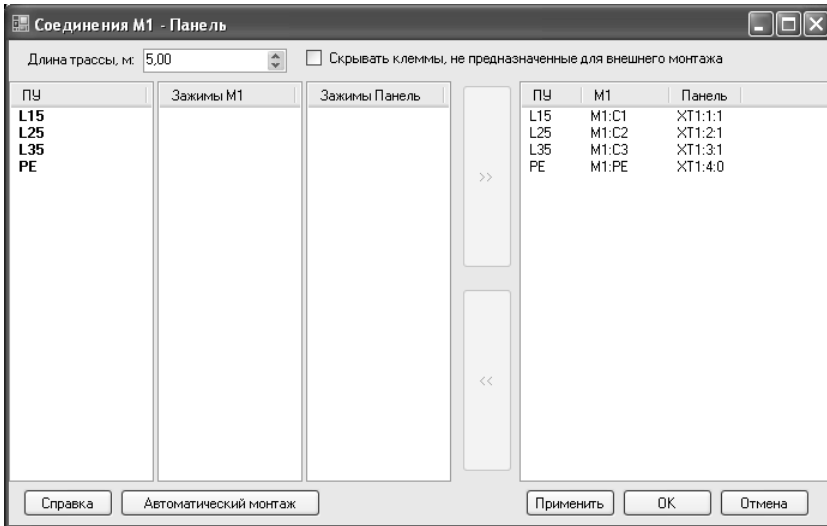 Соединения М1 - Панель
Длина трассы, м: 5,00 Скрывать клеммы, не предназначенные для внешнего монтажа
ПУ Зажимы М1 Зажимы Панель ПУ М1 Панель
L15 L15 M1:C1 XT1:1:1
L25 L25 M1:C2 XT1:2:1
L35 L35 M1:C3 XT1:3:1
PE PE M1:PE XT1:4:0
>>
<<
Справка Автоматический монтаж Применить ОК Отмена